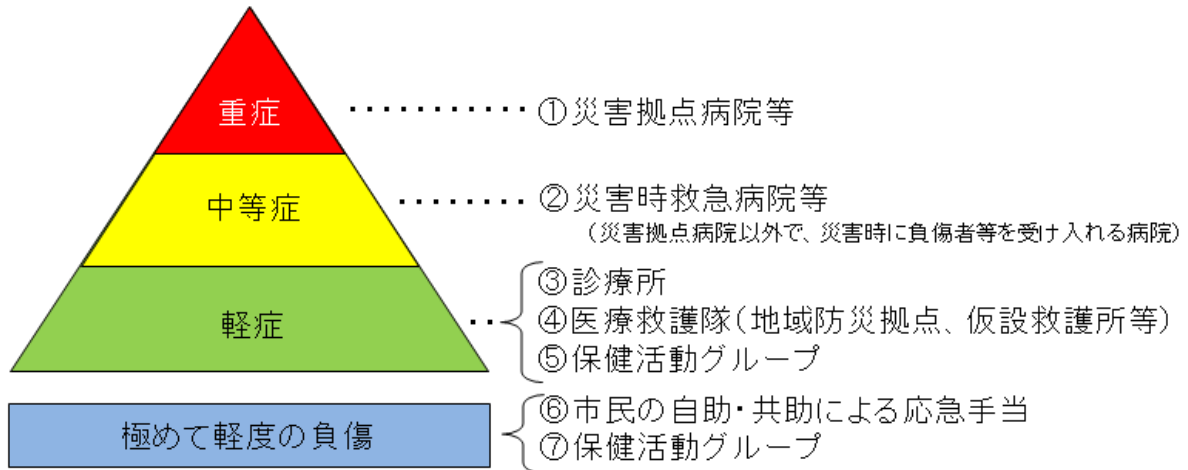 重症 ・・・・・・・・・・・ ①災害拠点病院等
中等症 ・・・・・・・・ ②災害時救急病院等
（災害拠点病院以外で、災害時に負傷者等を受け入れる病院）
軽症 ・・
③診療所
④医療救護隊（地域防災拠点、仮設救護所等）
⑤保健活動グループ
極めて軽度の負傷
⑥市民の自助・共助による応急手当
⑦保健活動グループ